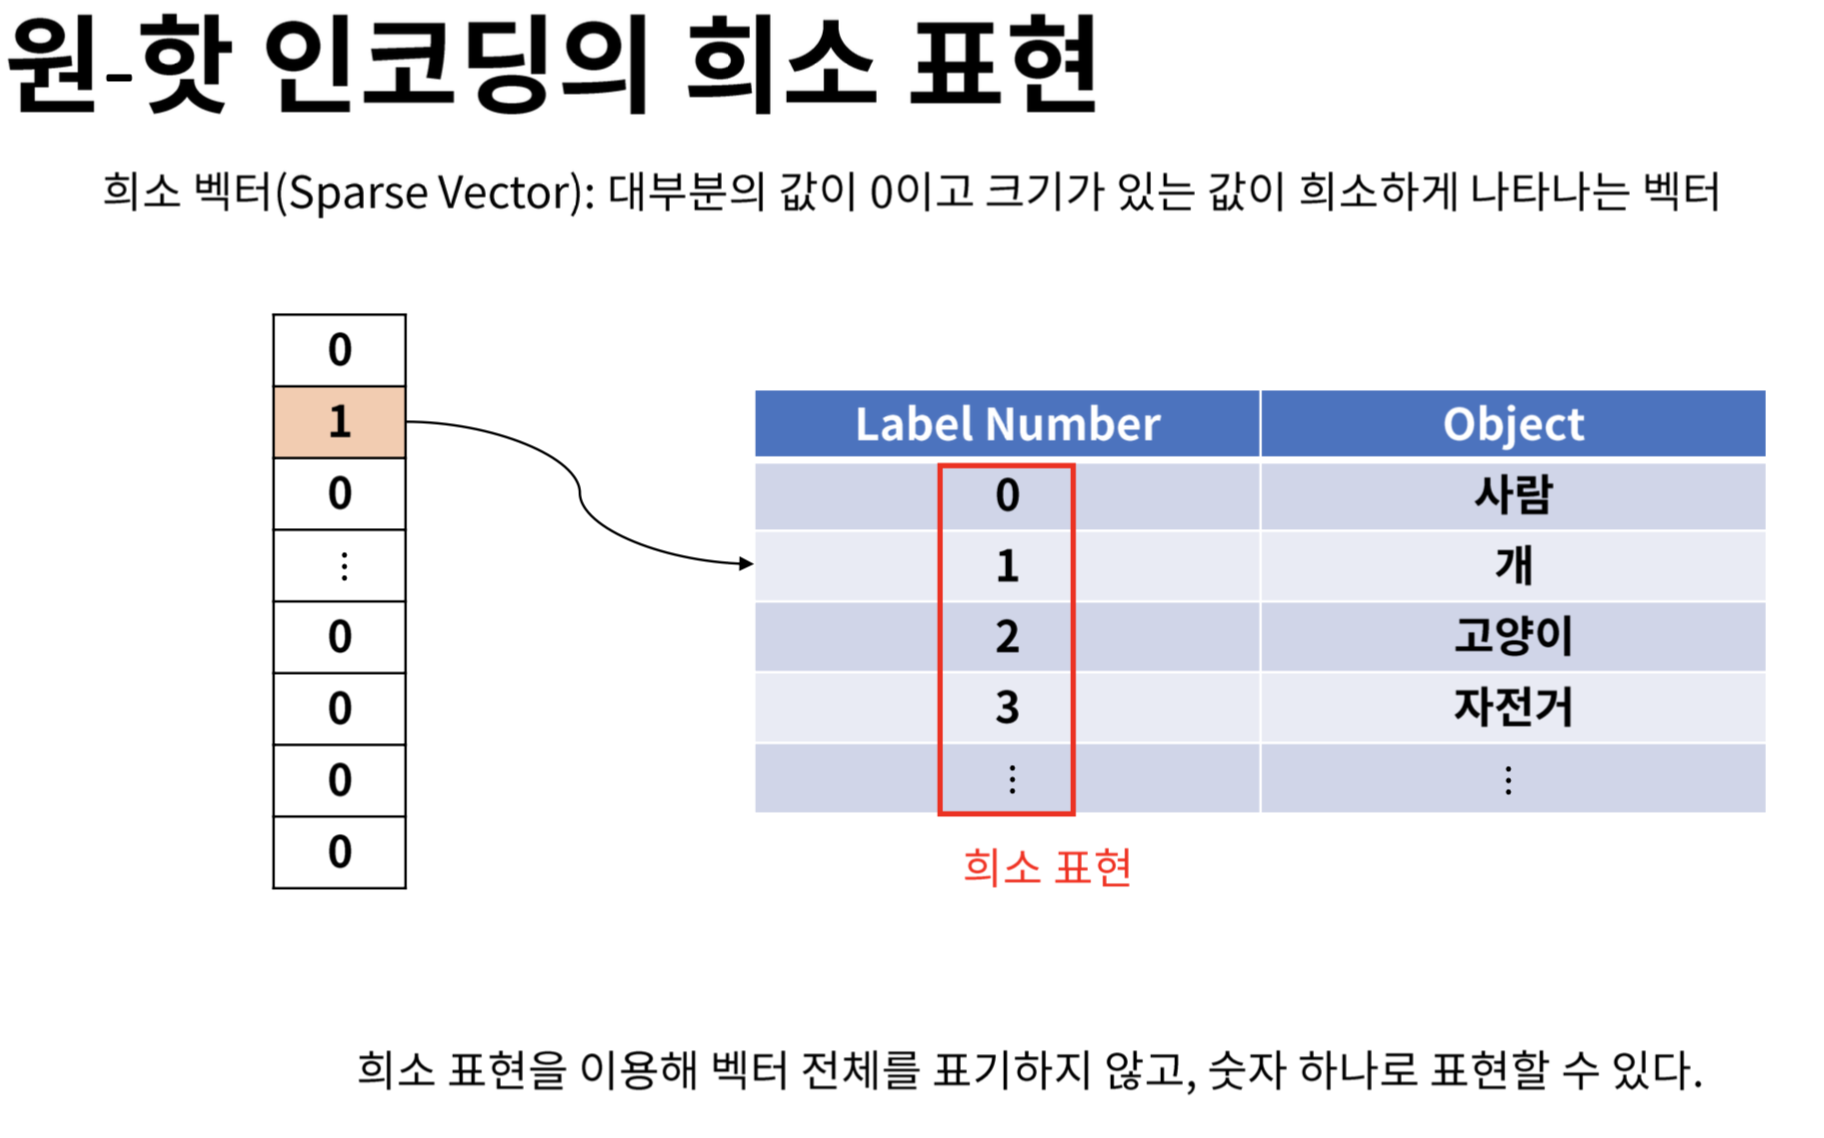 원-핫 인코딩의 희소 표현
희소 벡터(Sparse Vector): 대부분의 값이 0이고 크기가 있는 값이 희소하게 나타나는 벡터
0
1
0
⋮
0
0
0
0
Label Number Object
0 사람
1 개
2 고양이
3 자전거
⋮ ⋮
희소 표현
희소 표현을 이용해 벡터 전체를 표기하지 않고, 숫자 하나로 표현할 수 있다.